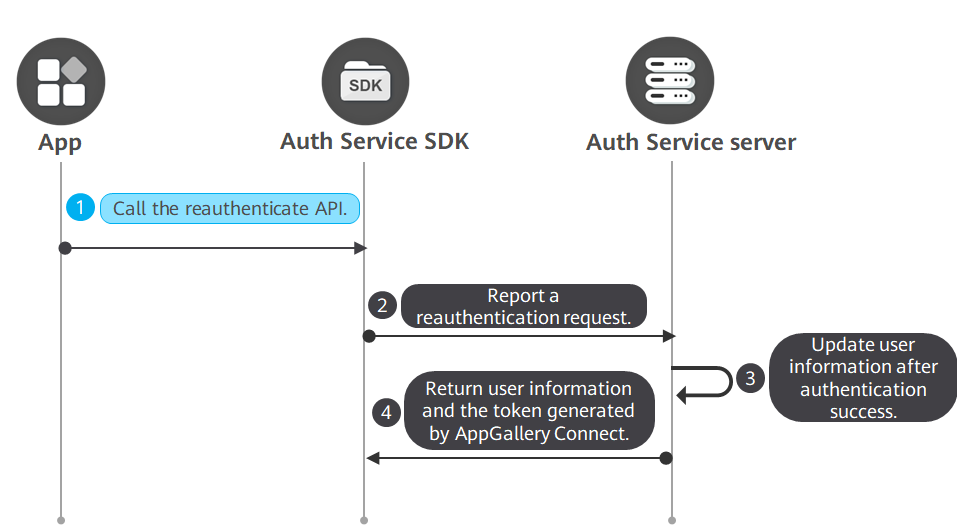 SDK
App
Auth Service SDK
Auth Service server
1
Call the reauthenticate API.
2
Report a
reauthentication request.
3
Update user
information after
authentication
success.
4
Return user information
and the token generated
by AppGallery Connect.